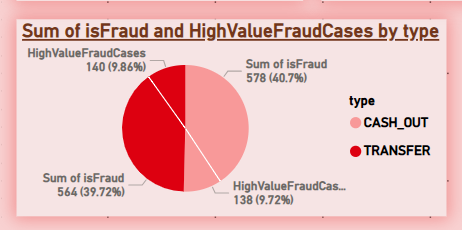 Sum of isFraud and HighValueFraudCases by type
HighValueFraudCases
140 (9.86%)
Sum of isFraud
578 (40.7%)
type
CASH_OUT
TRANSFER
Sum of isFraud
564 (39.72%)
HighValueFraudCas...
138 (9.72%)